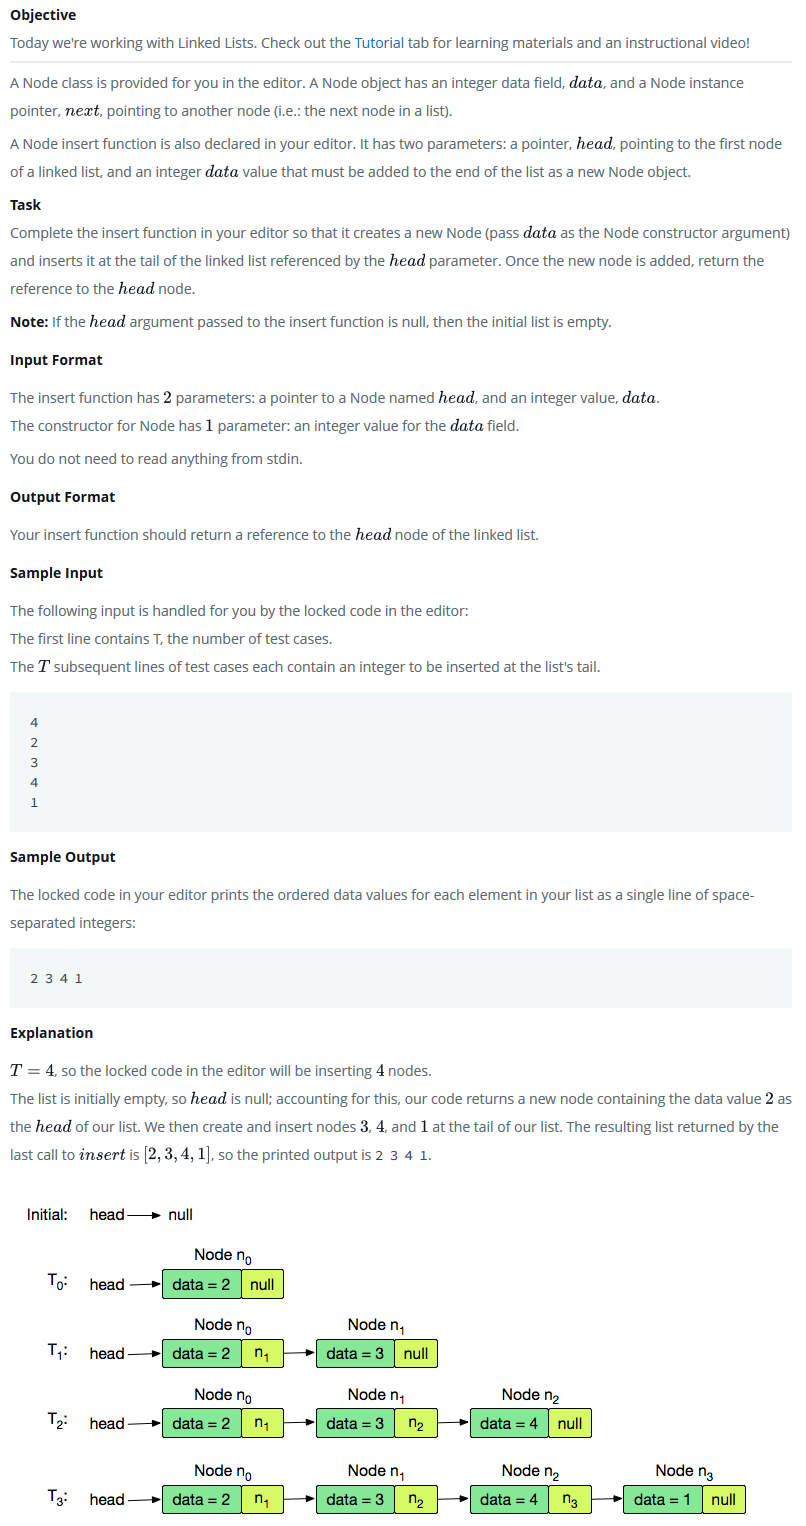 Objective
Today we're working with Linked Lists. Check out the Tutorial tab for learning materials and an instructional video!
A Node class is provided for you in the editor. A Node object has an integer data field, data, and a Node instance
pointer, next, pointing to another node (i.e.: the next node in a list).
A Node insert function is also declared in your editor. It has two parameters: a pointer, head, pointing to the first node
of a linked list, and an integer data value that must be added to the end of the list as a new Node object.
Task
Complete the insert function in your editor so that it creates a new Node (pass data as the Node constructor argument)
and inserts it at the tail of the linked list referenced by the head parameter. Once the new node is added, return the
reference to the head node.
Note: If the head argument passed to the insert function is null, then the initial list is empty.
Input Format
The insert function has 2 parameters: a pointer to a Node named head, and an integer value, data.
The constructor for Node has 1 parameter: an integer value for the data field.
You do not need to read anything from stdin.
Output Format
Your insert function should return a reference to the head node of the linked list.
Sample Input
The following input is handled for you by the locked code in the editor:
The first line contains T, the number of test cases.
The T subsequent lines of test cases each contain an integer to be inserted at the list's tail.
4
2
3
4
1
Sample Output
The locked code in your editor prints the ordered data values for each element in your list as a single line of space-
separated integers:
2 3 4 1
Explanation
T = 4, so the locked code in the editor will be inserting 4 nodes.
The list is initially empty, so head is null; accounting for this, our code returns a new node containing the data value 2 as
the head of our list. We then create and insert nodes 3, 4, and 1 at the tail of our list. The resulting list returned by the
last call to insert is [2, 3, 4, 1], so the printed output is 2 3 4 1.
Initial: head null
Node n0
T0: head data = 2 null
Node n0 Node n1
T1: head data = 2 n1 data = 3 null
Node n0 Node n1 Node n2
T2: head data = 2 n1 data = 3 n2 data = 4 null
Node n0 Node n1 Node n2 Node n3
T3: head data = 2 n1 data = 3 n2 data = 4 n3 data = 1 null